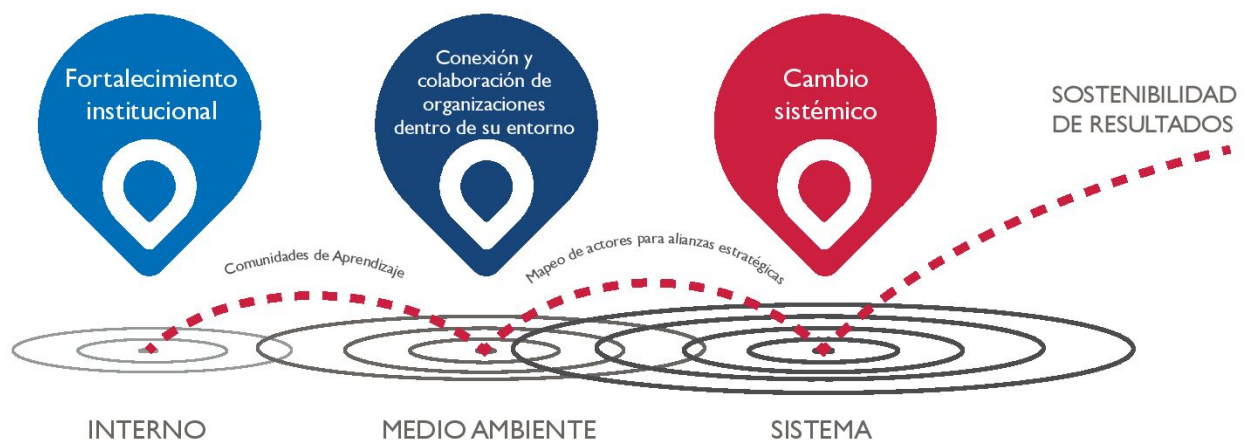 Fortalecimiento
institucional
Conexión y
colaboración de
organizaciones
dentro de su entorno
Cambio
sistémico
SOSTENIBILIDAD
DE RESULTADOS
Comunidades de Aprendizaje
Mapeo de actores para alianzas estratégicas
INTERNO
MEDIO AMBIENTE
SISTEMA